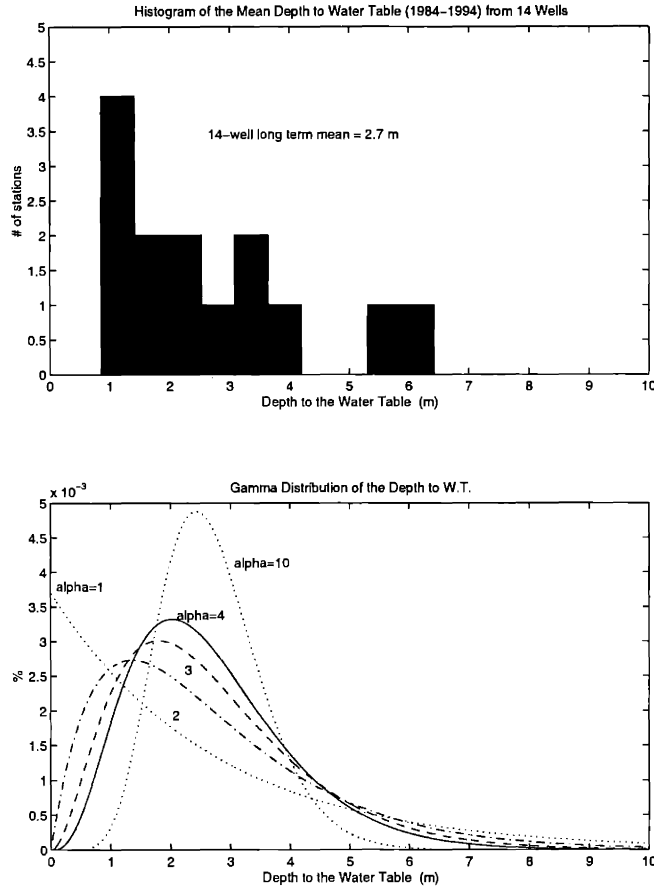 Histogram of the Mean Depth to Water Table (1984−1994) from 14 Wells
5
4.5
4
3.5
3
2.5
2
1.5
1
0.5
0
# of stations
14−well long term mean = 2.7 m
0 1 2 3 4 5 6 7 8 9 10
Depth to the Water Table (m)
Gamma Distribution of the Depth to W.T.
x 10⁻³
5
4.5
4
3.5
3
2.5
2
1.5
1
0.5
0
%
alpha=1
alpha=10
alpha=4
3
2
0 1 2 3 4 5 6 7 8 9 10
Depth to the Water Table (m)